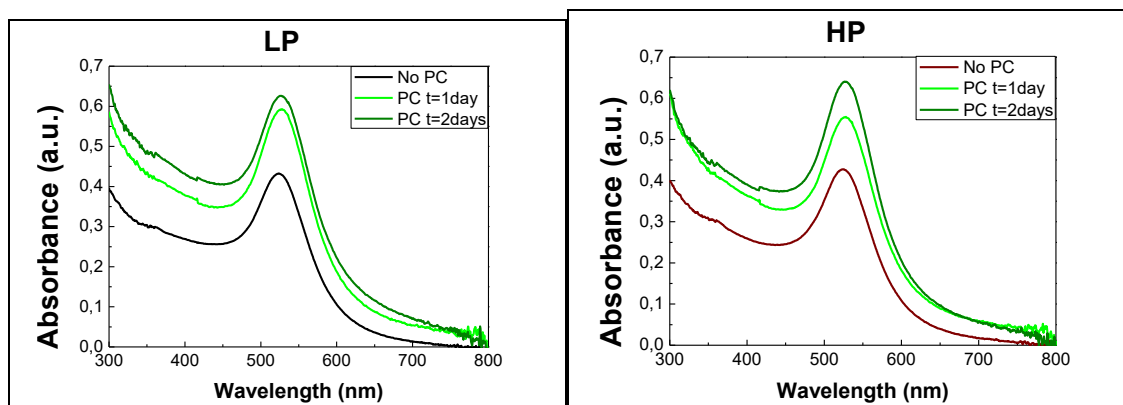 LP
0,7
0,6
0,5
0,4
0,3
0,2
0,1
0,0
300 400 500 600 700 800
Absorbance (a.u.)
Wavelength (nm)
No PC
PC t=1day
PC t=2days
HP
0,7
0,6
0,5
0,4
0,3
0,2
0,1
0,0
300 400 500 600 700 800
Absorbance (a.u.)
Wavelength (nm)
No PC
PC t=1day
PC t=2days